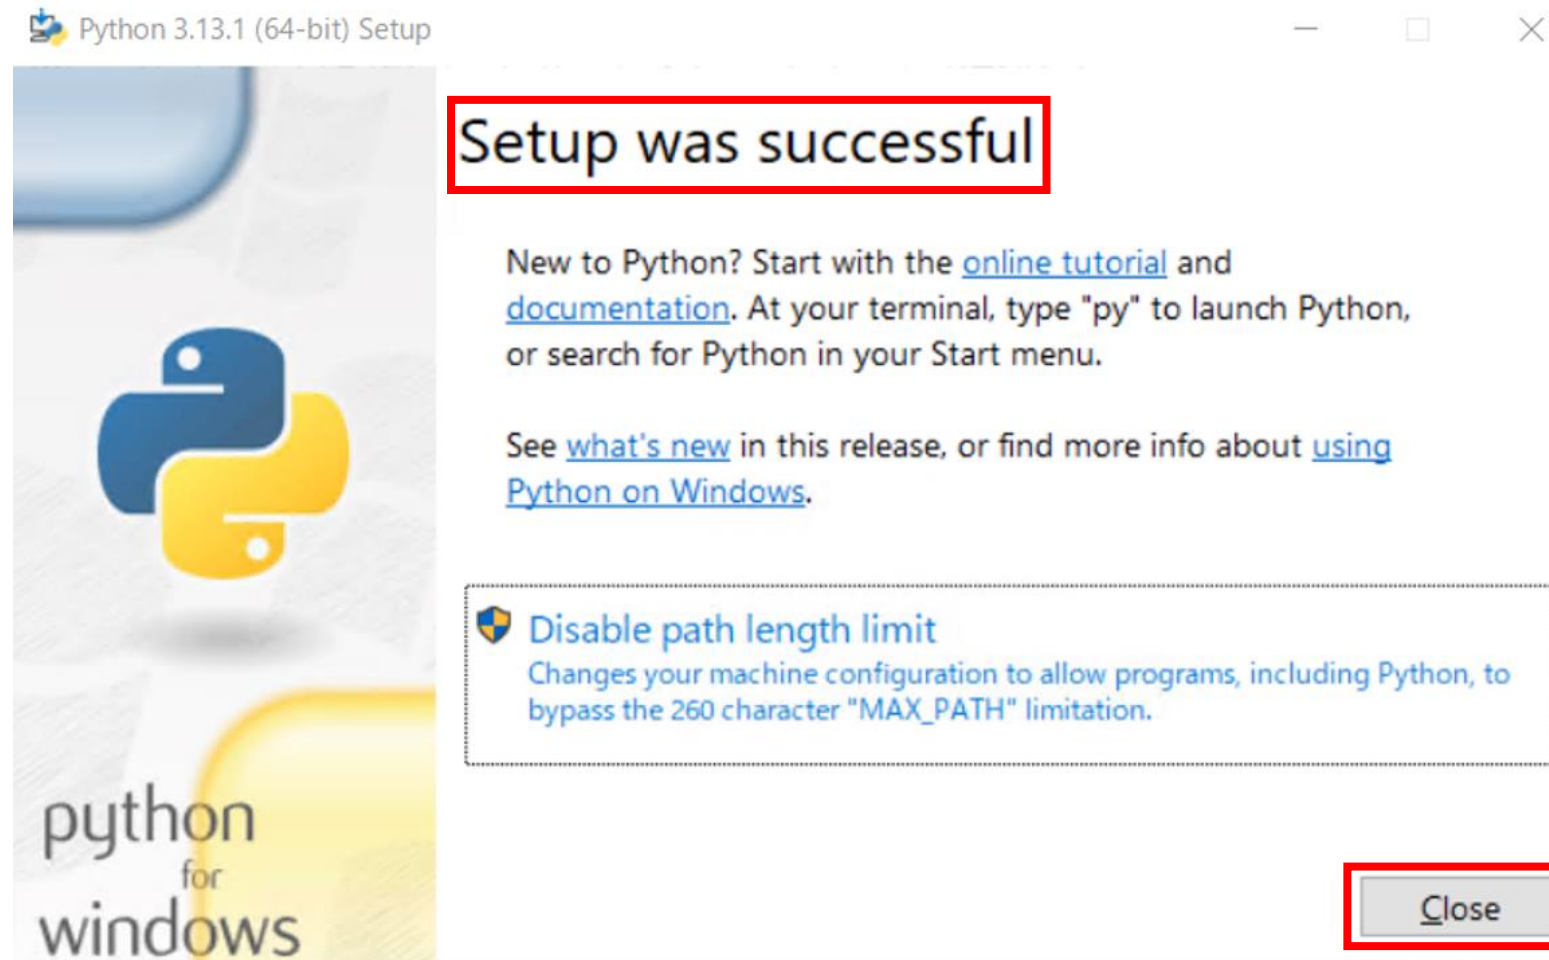 Python 3.13.1 (64-bit) Setup
Setup was successful
New to Python? Start with the online tutorial and
documentation. At your terminal, type "py" to launch Python,
or search for Python in your Start menu.
See what's new in this release, or find more info about using
Python on Windows.
Disable path length limit
Changes your machine configuration to allow programs, including Python, to
bypass the 260 character "MAX_PATH" limitation.
python
for
windows
Close